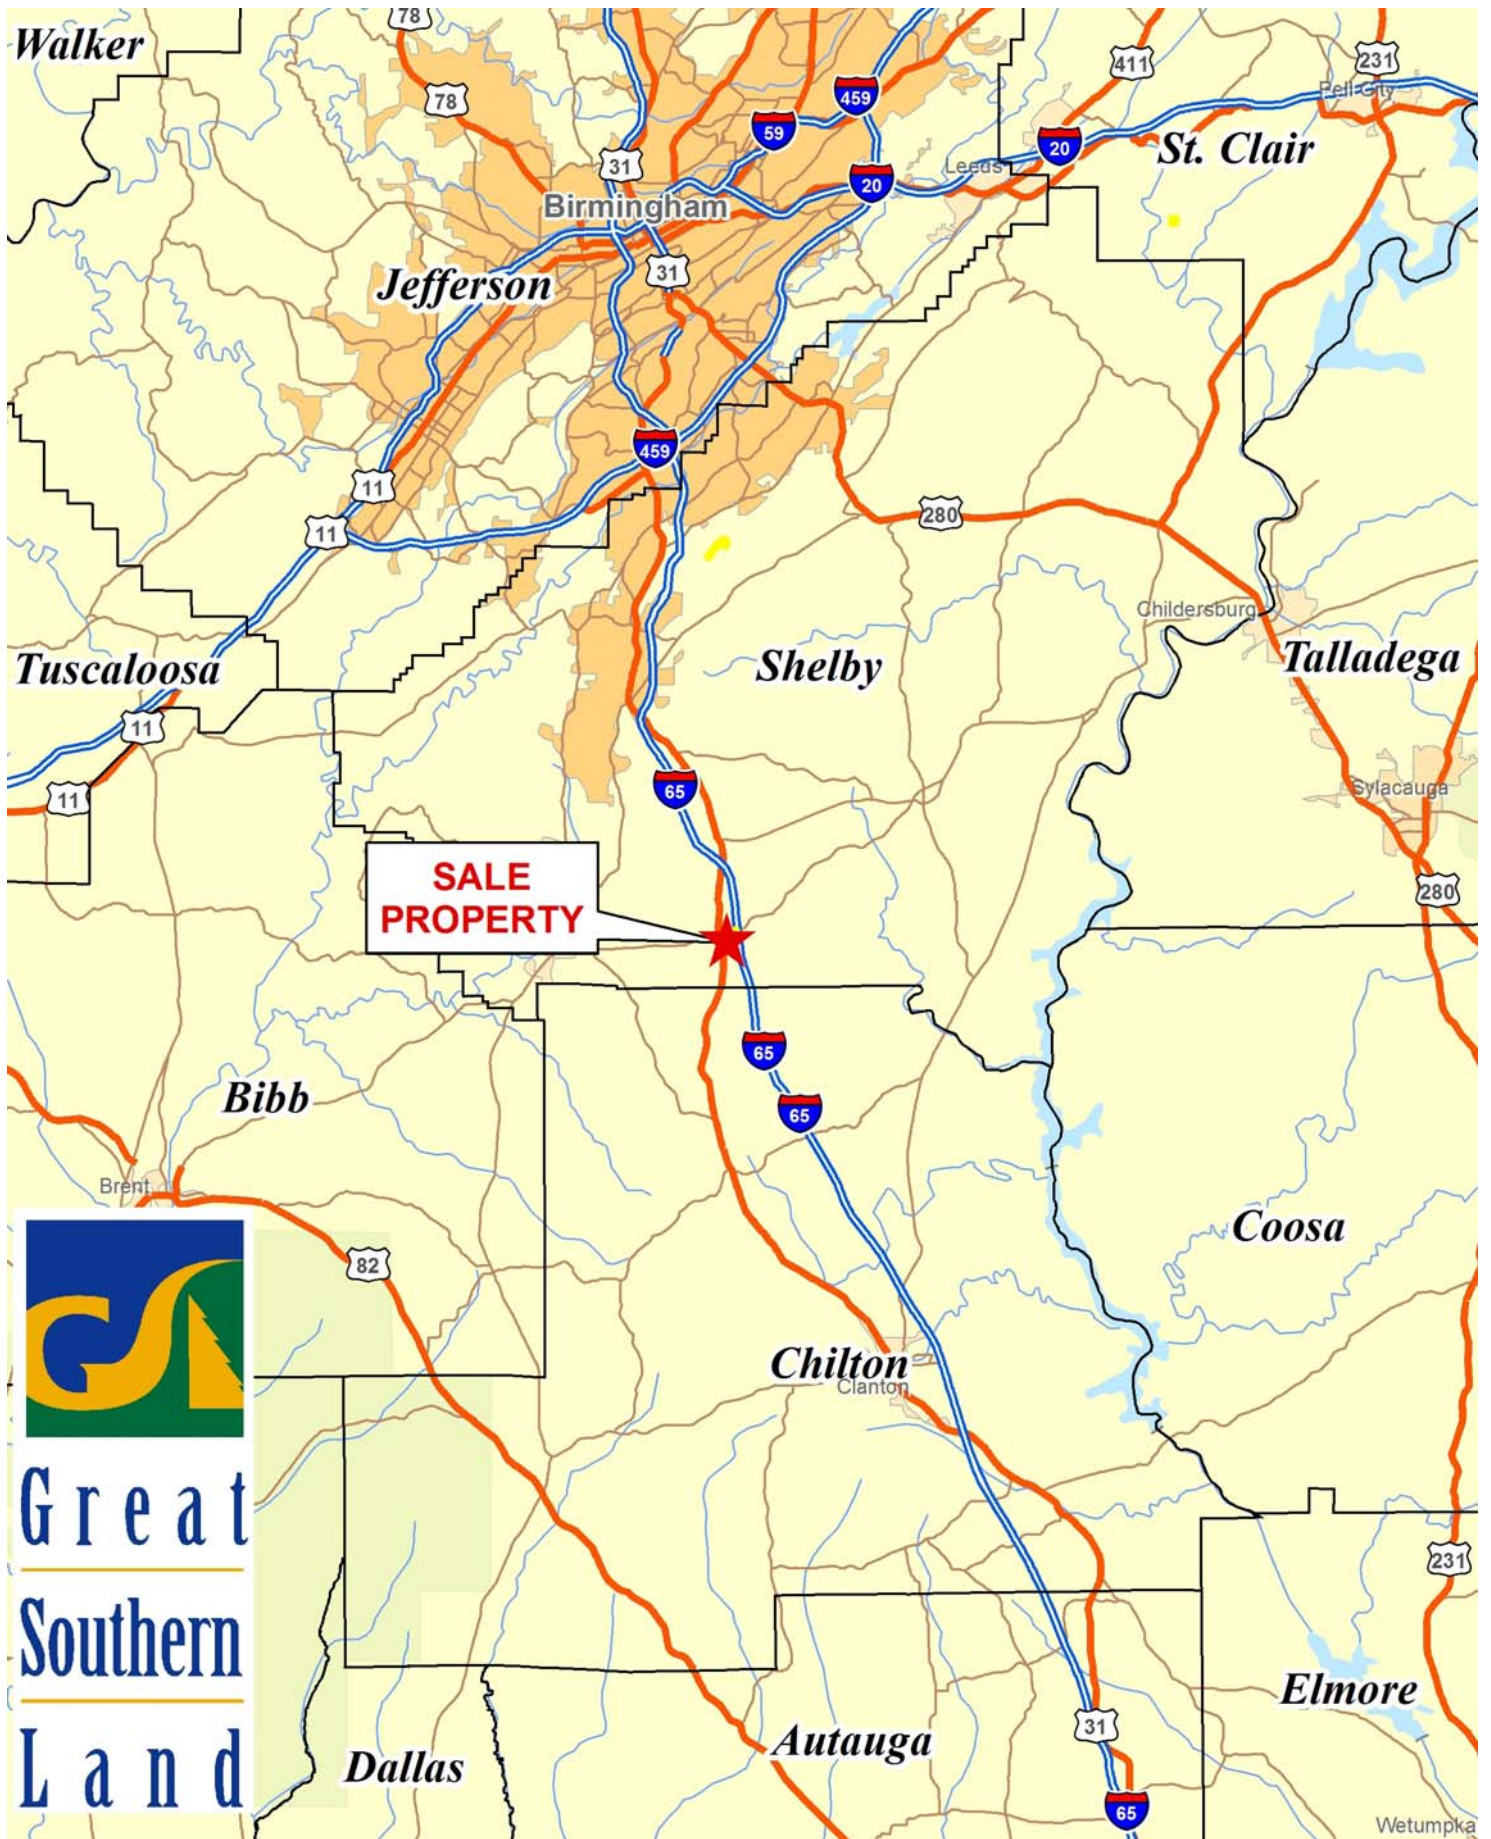 78
Walker
411
231
Pell City
78
459
59
St. Clair
20
31
Leeds
20
Birmingham
31
Jefferson
459
11
280
11
Childersburg
Shelby
Talladega
Tuscaloosa
11
65
Sylacauga
11
SALE
PROPERTY
280
65
Bibb
65
Brent
Coosa
82
Chilton
Clanton
Great
231
Southern
Elmore
31
Autauga
Land
Dallas
65
Wetumpka